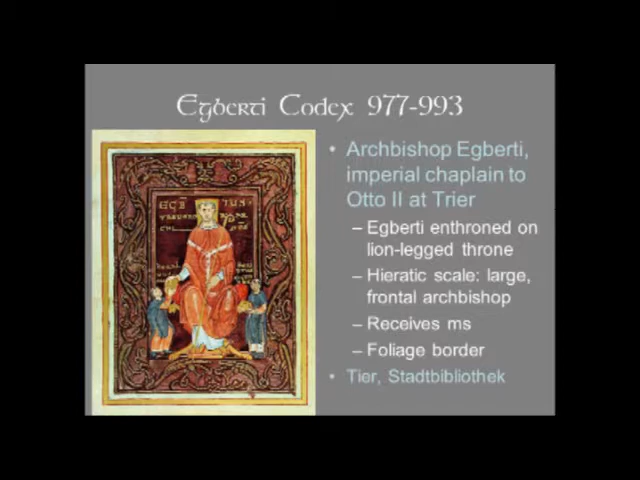 Egberti Codex 977-993
• Archbishop Egberti,
imperial chaplain to
Otto II at Trier
– Egberti enthroned on
lion-legged throne
– Hieratic scale: large,
frontal archbishop
– Receives ms
– Foliage border
• Tier, Stadtbibliothek